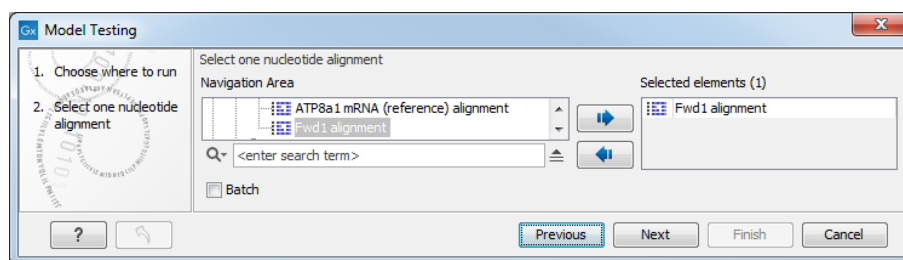 Gx Model Testing
1. Choose where to run
2. Select one nucleotide
alignment
Select one nucleotide alignment
Navigation Area
ATP8a1 mRNA (reference) alignment
Fwd1 alignment
<enter search term>
Batch
Selected elements (1)
Fwd1 alignment
?
Previous
Next
Finish
Cancel